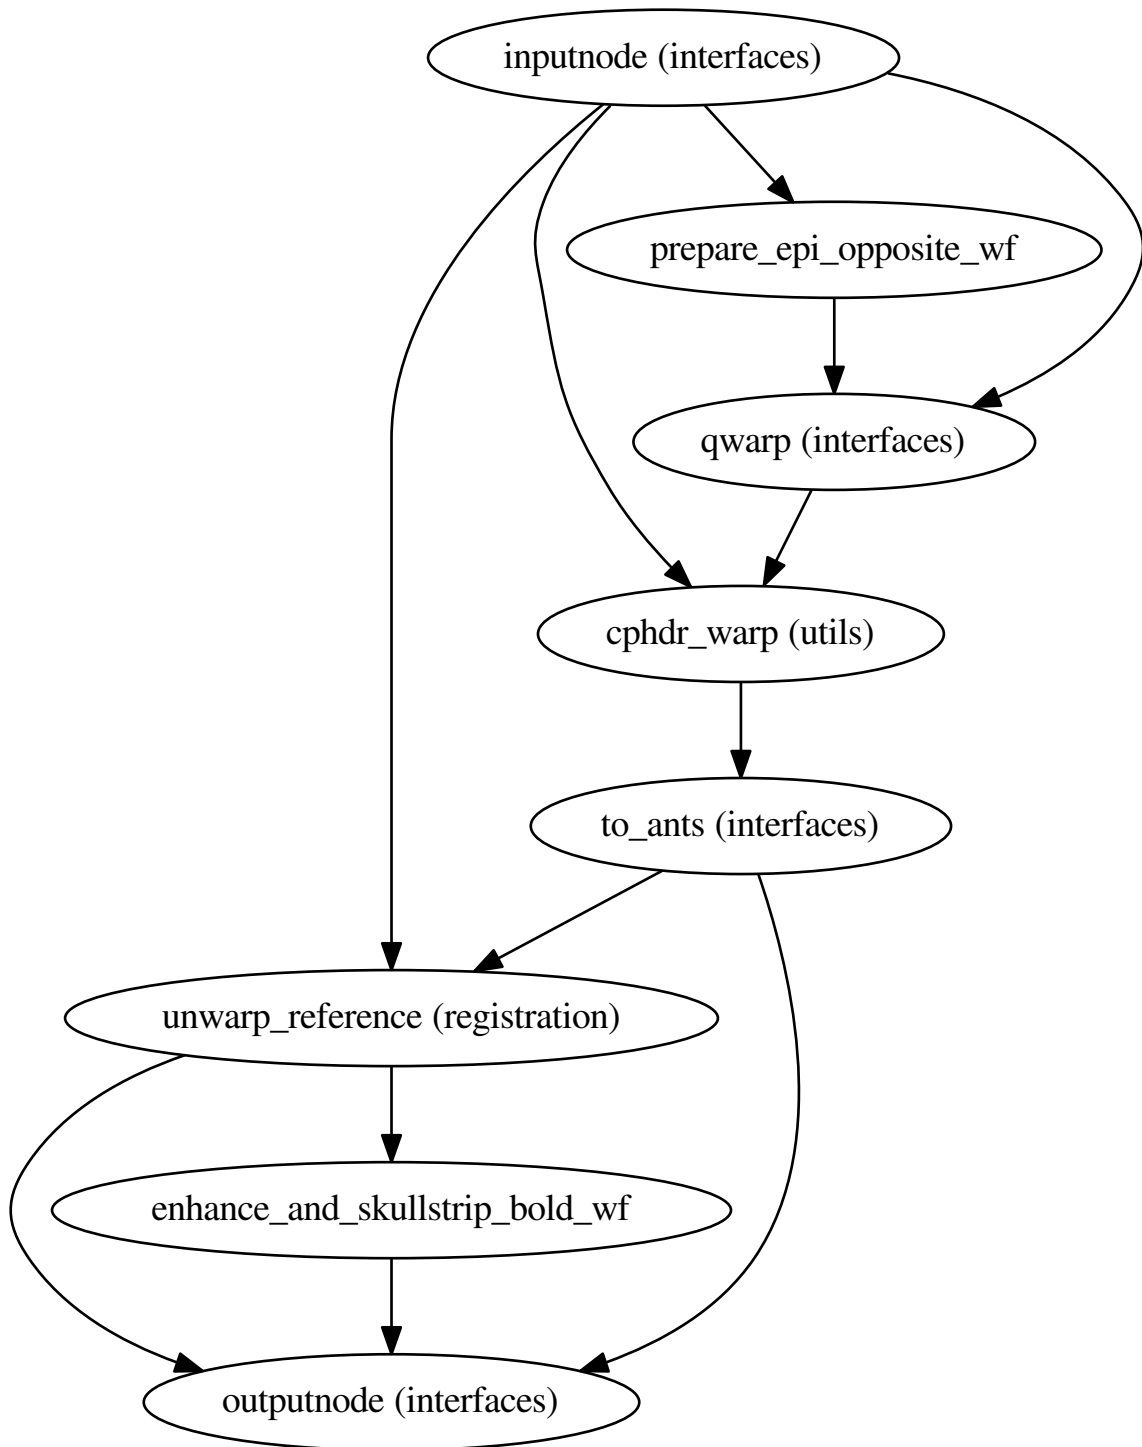 inputnode (interfaces)
prepare_epi_opposite_wf
qwarp (interfaces)
cphdr_warp (utils)
to_ants (interfaces)
unwarp_reference (registration)
enhance_and_skullstrip_bold_wf
outputnode (interfaces)